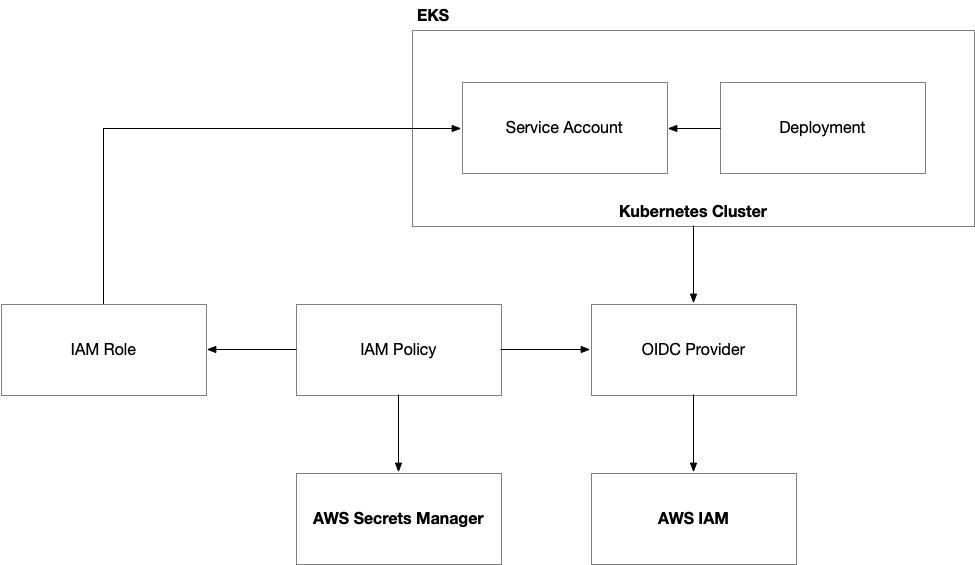 EKS
Service Account
Deployment
Kubernetes Cluster
IAM Role
IAM Policy
OIDC Provider
AWS Secrets Manager
AWS IAM